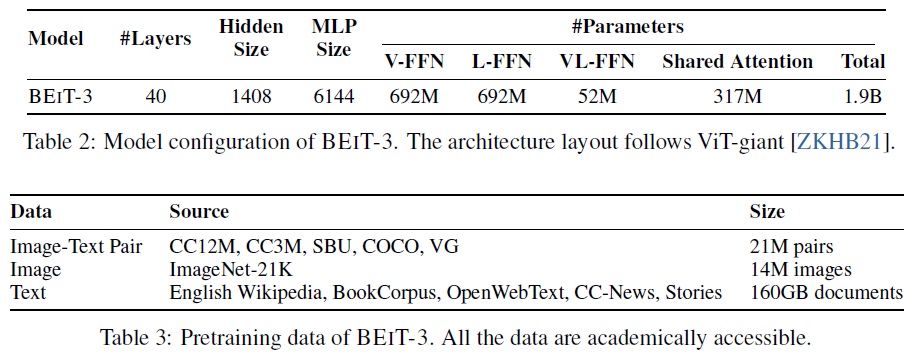 Model #Layers Hidden Size MLP Size #Parameters
V-FFN L-FFN VL-FFN Shared Attention Total
BEIT-3 40 1408 6144 692M 692M 52M 317M 1.9B
Table 2: Model configuration of BEIT-3. The architecture layout follows ViT-giant [ZKHB21].
Data Source Size
Image-Text Pair CC12M, CC3M, SBU, COCO, VG 21M pairs
Image ImageNet-21K 14M images
Text English Wikipedia, BookCorpus, OpenWebText, CC-News, Stories 160GB documents
Table 3: Pretraining data of BEIT-3. All the data are academically accessible.